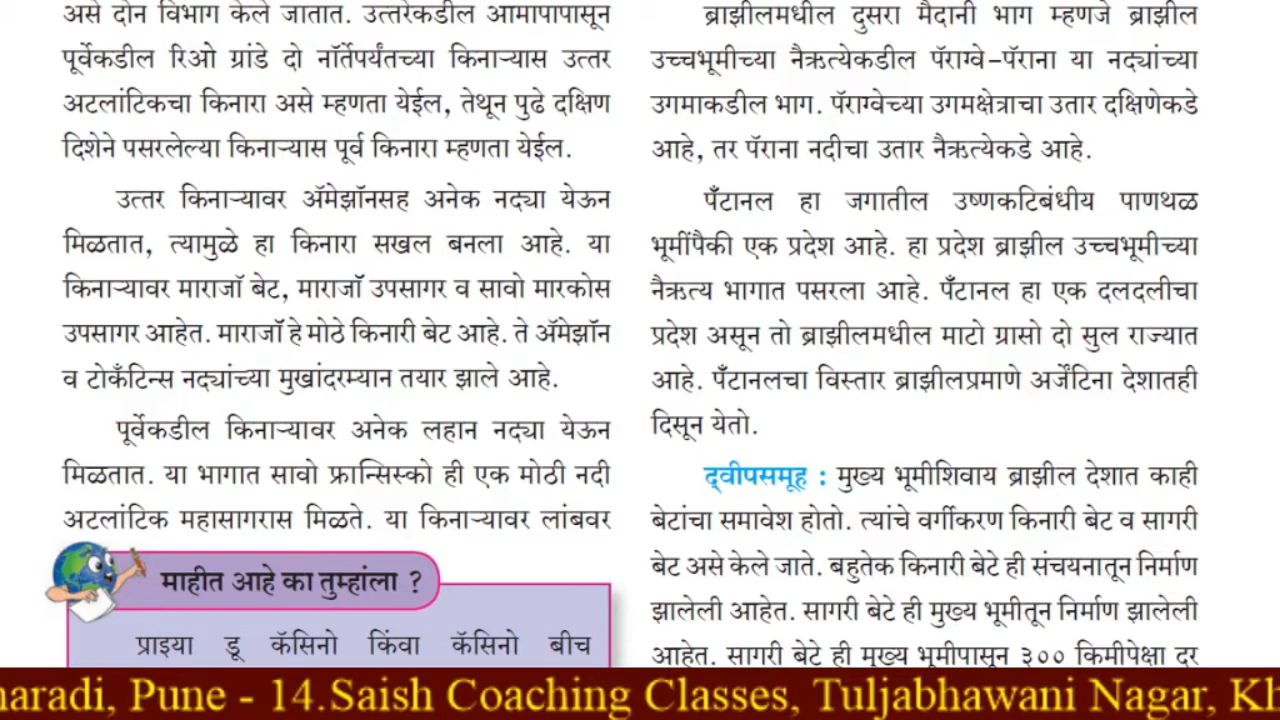 असे दोन विभाग केले जातात. उत्तरेकडील आमापापासून
पूर्वेकडील रिओ ग्रांडे दो नॉर्तेपर्यंतच्या किनाऱ्यास उत्तर
अटलांटिकचा किनारा असे म्हणता येईल, तेथून पुढे दक्षिण
दिशेने पसरलेल्या किनाऱ्यास पूर्व किनारा म्हणता येईल.
उत्तर किनाऱ्यावर ॲमेझॉनसह अनेक नद्या येऊन
मिळतात, त्यामुळे हा किनारा सखल बनला आहे. या
किनाऱ्यावर माराजॉ बेट, माराजॉ उपसागर व सावो मारकोस
उपसागर आहेत. माराजॉ हे मोठे किनारी बेट आहे. ते ॲमेझॉन
व टोकँटिन्स नद्यांच्या मुखांदरम्यान तयार झाले आहे.
पूर्वेकडील किनाऱ्यावर अनेक लहान नद्या येऊन
मिळतात. या भागात सावो फ्रान्सिस्को ही एक मोठी नदी
अटलांटिक महासागरास मिळते. या किनाऱ्यावर लांबवर
माहीत आहे का तुम्हांला ?
प्राइया डू कॅसिनो किंवा कॅसिनो बीच
ब्राझीलमधील दुसरा मैदानी भाग म्हणजे ब्राझील
उच्चभूमीच्या नैऋत्येकडील पॅराग्वे-पॅराना या नद्यांच्या
उगमाकडील भाग. पॅराग्वेच्या उगमक्षेत्राचा उतार दक्षिणेकडे
आहे, तर पॅराना नदीचा उतार नैऋत्येकडे आहे.
पँटानल हा जगातील उष्णकटिबंधीय पाणथळ
भूमींपैकी एक प्रदेश आहे. हा प्रदेश ब्राझील उच्चभूमीच्या
नैऋत्य भागात पसरला आहे. पँटानल हा एक दलदलीचा
प्रदेश असून तो ब्राझीलमधील माटो ग्रासो दो सुल राज्यात
आहे. पँटानलचा विस्तार ब्राझीलप्रमाणे अर्जेंटिना देशातही
दिसून येतो.
द्वीपसमूह : मुख्य भूमीशिवाय ब्राझील देशात काही
बेटांचा समावेश होतो. त्यांचे वर्गीकरण किनारी बेट व सागरी
बेट असे केले जाते. बहुतेक किनारी बेटे ही संचयनातून निर्माण
झालेली आहेत. सागरी बेटे ही मुख्य भूमीतून निर्माण झालेली
आहेत. सागरी बेटे ही मुख्य भूमीपासून ३०० किमीपेक्षा दूर
haradi, Pune - 14.Saish Coaching Classes, Tuljabhawani Nagar, Kh